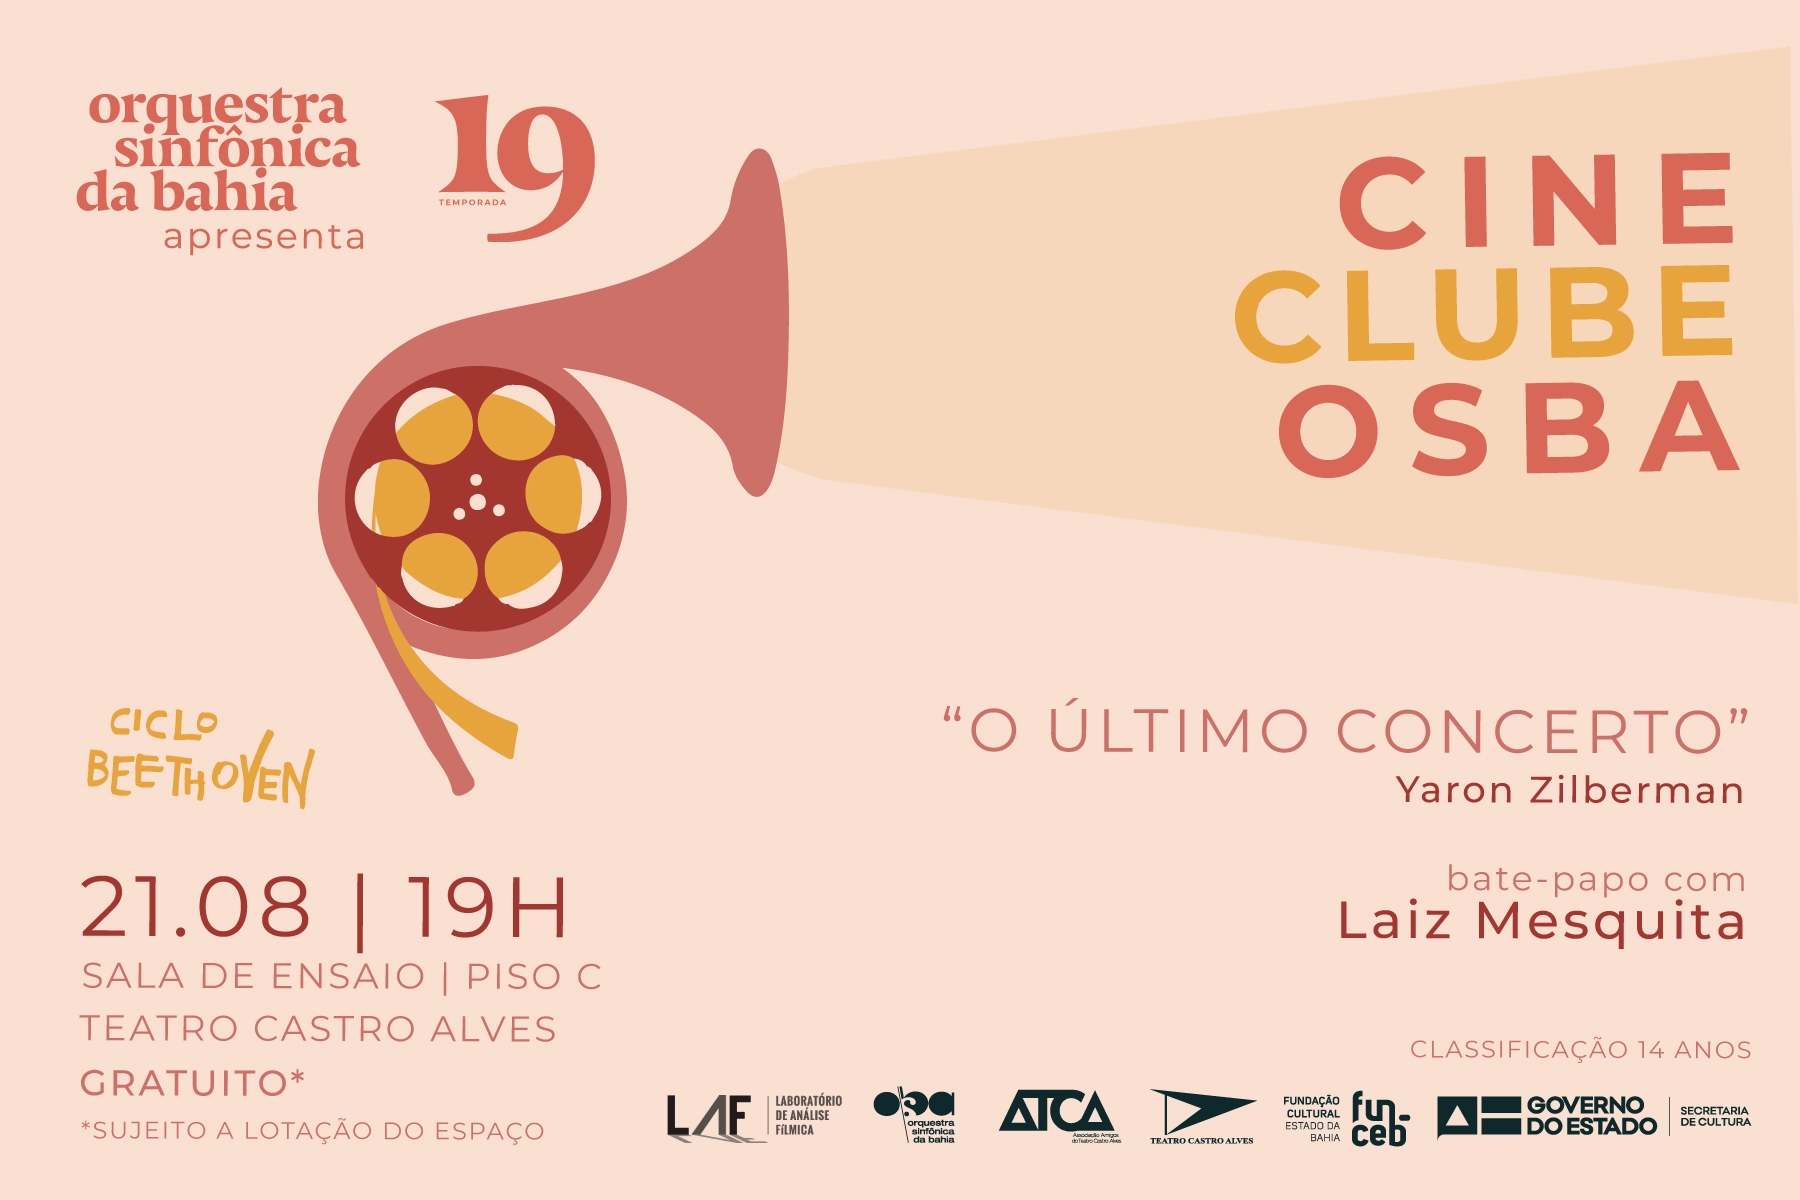 orquestra
sinfônica
da bahia
apresenta
19
TEMPORADA
CINE
CLUBE
OSBA
CICLO
BEETHOVEN
"O ÚLTIMO CONCERTO"
Yaron Zilberman
bate-papo com
Laiz Mesquita
21.08 | 19H
SALA DE ENSAIO | PISO C
TEATRO CASTRO ALVES
GRATUITO*
*SUJEITO A LOTAÇÃO DO ESPAÇO
CLASSIFICAÇÃO 14 ANOS
LAF
LABORATÓRIO
DE ANÁLISE
FÍLMICA
osba
orquestra
sinfônica
da bahia
ATCA
Associação Amigos
do Teatro Castro Alves
TEATRO CASTRO ALVES
FUNDAÇÃO
CULTURAL
ESTADO DA
BAHIA
fun-
ceb
GOVERNO
DO ESTADO
SECRETARIA
DE CULTURA